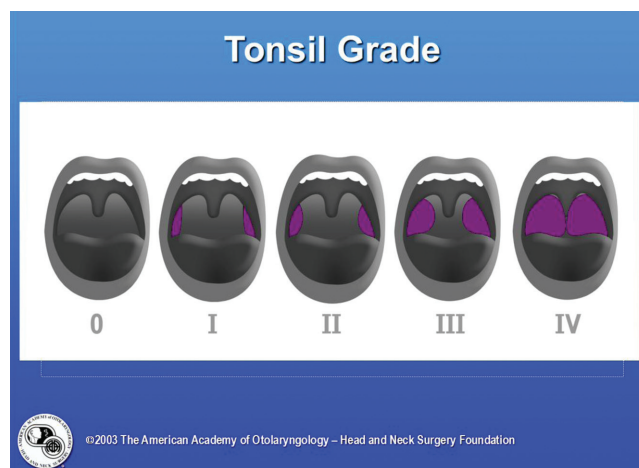 Tonsil Grade
0 I II III IV
©2003 The American Academy of Otolaryngology – Head and Neck Surgery Foundation